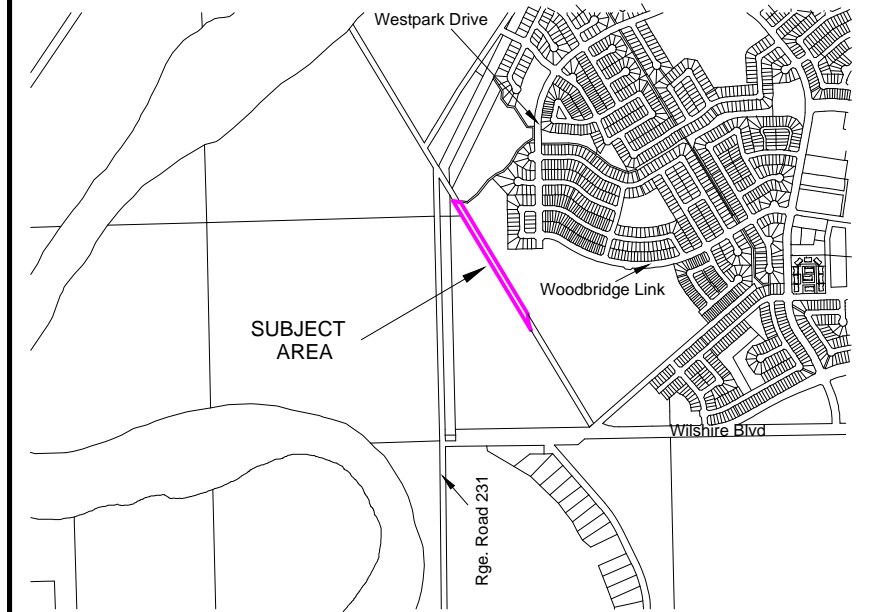 Westpark Drive
Woodbridge Link
SUBJECT
AREA
Wilshire Blvd
Rge. Road 231